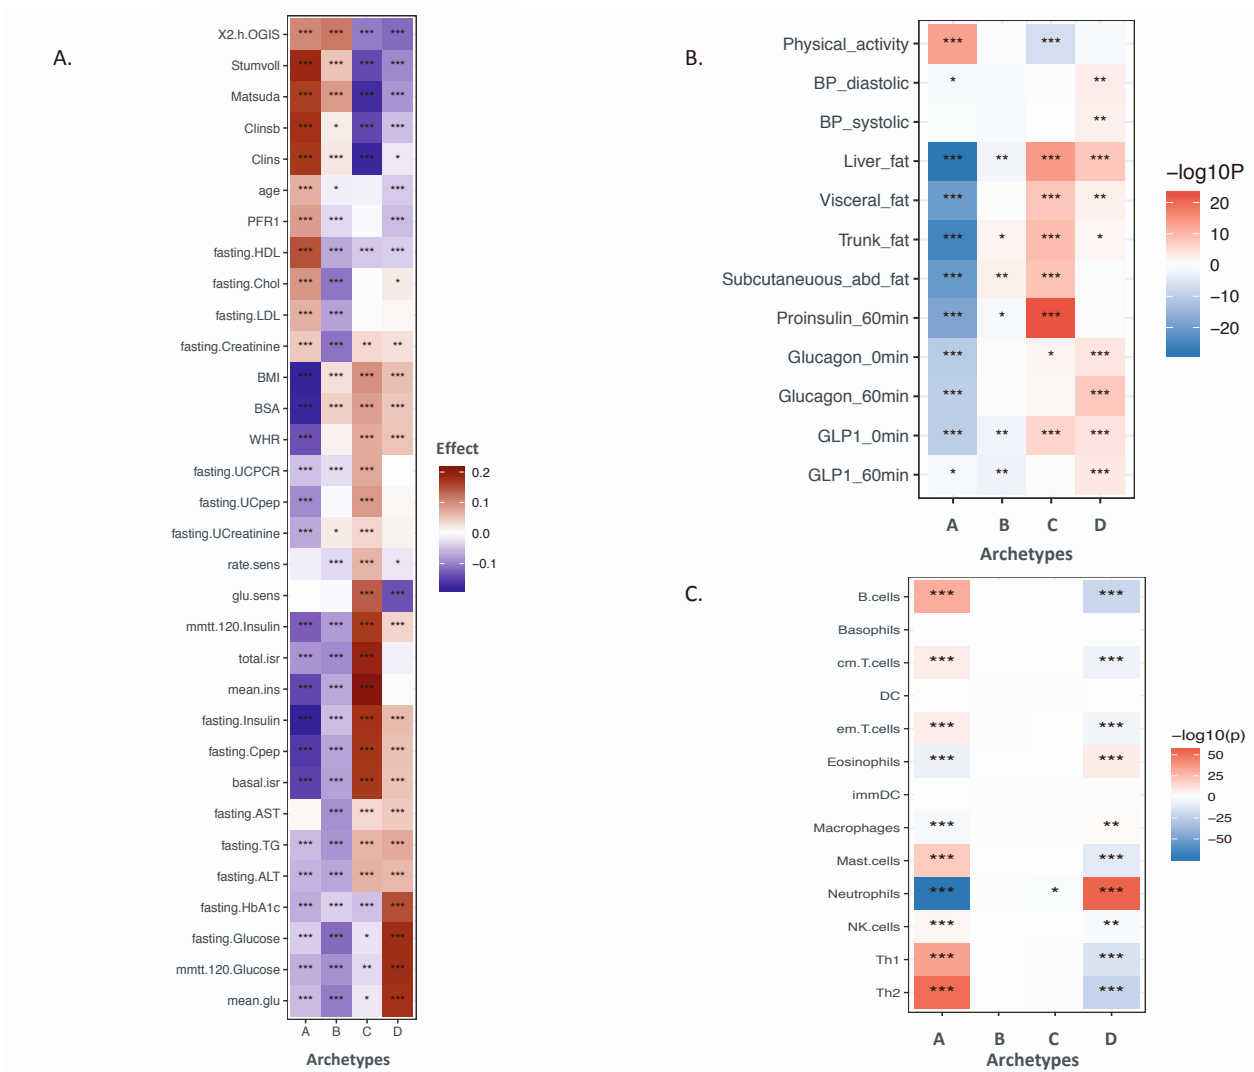 A.
X2.h.OGIS *** *** *** ***
Stumvoll *** *** *** ***
Matsuda *** *** *** ***
Clinsb *** * *** ***
Clins *** *** *** *
age *** * ***
PFR1 *** *** ***
fasting.HDL *** *** *** ***
fasting.Chol *** *** *
fasting.LDL *** ***
fasting.Creatinine *** *** ** **
BMI *** *** *** ***
BSA *** *** *** ***
WHR *** *** ***
fasting.UCPCR *** *** ***
fasting.UCpep *** ***
fasting.UCreatinine *** * ***
rate.sens *** *** *
glu.sens *** ***
mmtt.120.Insulin *** *** *** ***
total.isr *** *** ***
mean.ins *** *** ***
fasting.Insulin *** *** *** ***
fasting.Cpep *** *** *** ***
basal.isr *** *** *** ***
fasting.AST *** *** ***
fasting.TG *** *** *** ***
fasting.ALT *** *** *** ***
fasting.HbA1c *** *** *** ***
fasting.Glucose *** *** * ***
mmtt.120.Glucose *** *** ** ***
mean.glu *** *** * ***
A B C D
Archetypes
Effect
0.2
0.1
0.0
−0.1
B.
Physical_activity *** ***
BP_diastolic * **
BP_systolic **
Liver_fat *** ** *** ***
Visceral_fat *** *** **
Trunk_fat *** * *** *
Subcutaneuous_abd_fat *** ** ***
Proinsulin_60min *** * ***
Glucagon_0min *** * ***
Glucagon_60min *** ***
GLP1_0min *** ** *** ***
GLP1_60min * ** ***
A B C D
Archetypes
−log10P
20
10
0
−10
−20
C.
B.cells *** ***
Basophils
cm.T.cells *** ***
DC
em.T.cells *** ***
Eosinophils *** ***
immDC
Macrophages *** **
Mast.cells *** ***
Neutrophils *** * ***
NK.cells *** **
Th1 *** ***
Th2 *** ***
A B C D
Archetypes
−log10(p)
50
25
0
−25
−50